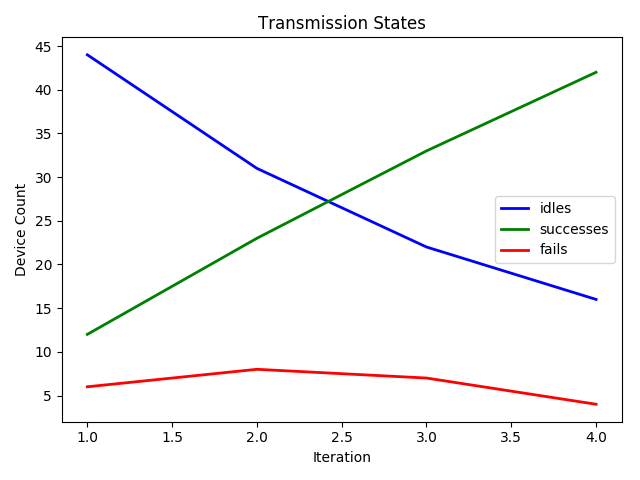 Transmission States
45
40
35
30
25
20
15
10
5
Device Count
idles
successes
fails
1.0 1.5 2.0 2.5 3.0 3.5 4.0
Iteration